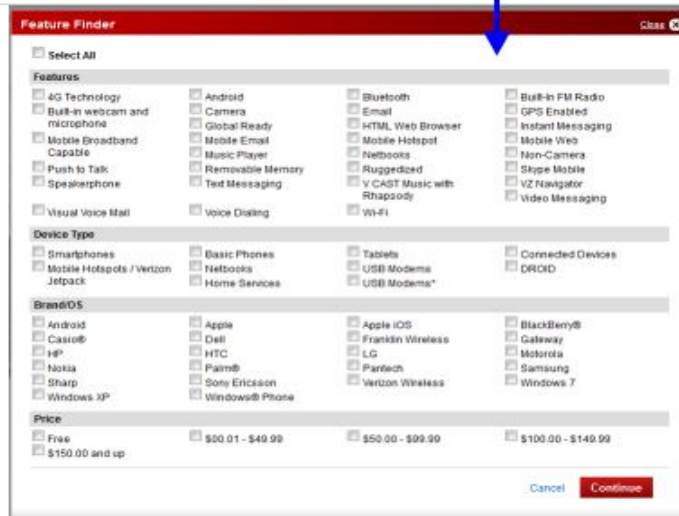 Feature Finder
Close
Select All
Features
4G Technology Android Bluetooth Built-In FM Radio
Built-in webcam and microphone Camera Email GPS Enabled
Global Ready HTML Web Browser Instant Messaging
Mobile Broadband Capable Mobile Email Mobile Hotspot Mobile Web
Music Player Netbooks Non-Camera
Push to Talk Removable Memory Ruggedized Skype Mobile
Speakerphone Text Messaging V CAST Music with Rhapsody VZ Navigator
Video Messaging
Visual Voice Mail Voice Dialing Wi-Fi
Device Type
Smartphones Basic Phones Tablets Connected Devices
Mobile Hotspots / Verizon Jetpack Netbooks USB Modems DROID
Home Services USB Modems*
Brand/OS
Android Apple Apple iOS BlackBerry®
Casio® Dell Franklin Wireless Gateway
HP HTC LG Motorola
Nokia Palm® Pantech Samsung
Sharp Sony Ericsson Verizon Wireless Windows 7
Windows XP Windows® Phone
Price
Free $00.01 - $49.99 $50.00 - $99.99 $100.00 - $149.99
$150.00 and up
Cancel Continue